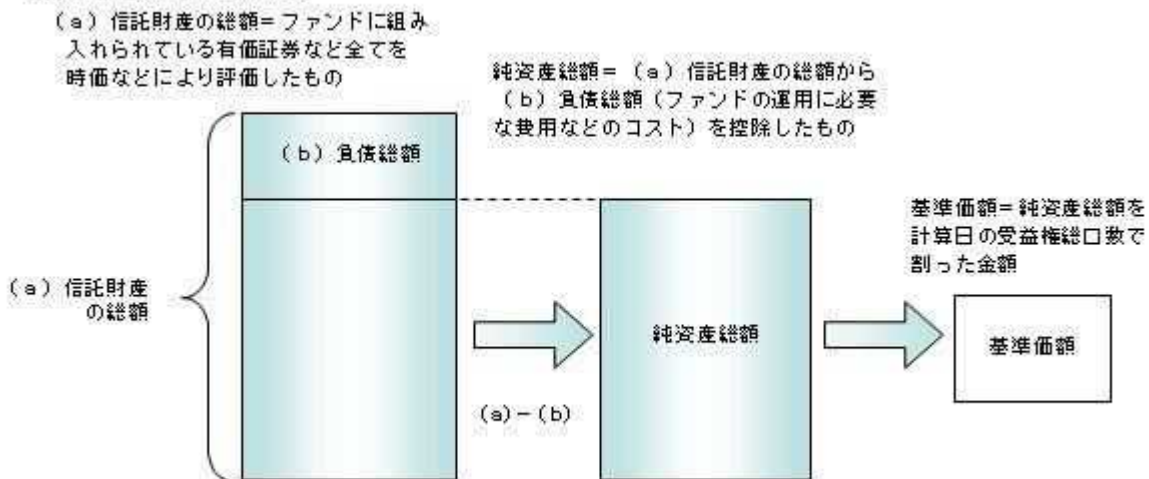 (a)信託財産の総額=ファンドに組み
入れられている有価証券など全てを
時価などにより評価したもの
純資産総額=(a)信託財産の総額から
(b)負債総額(ファンドの運用に必要
な費用などのコスト)を控除したもの
(b)負債総額
基準価額=純資産総額を
計算日の受益権総口数で
割った金額
(a)信託財産
の総額
純資産総額
基準価額
(a)-(b)